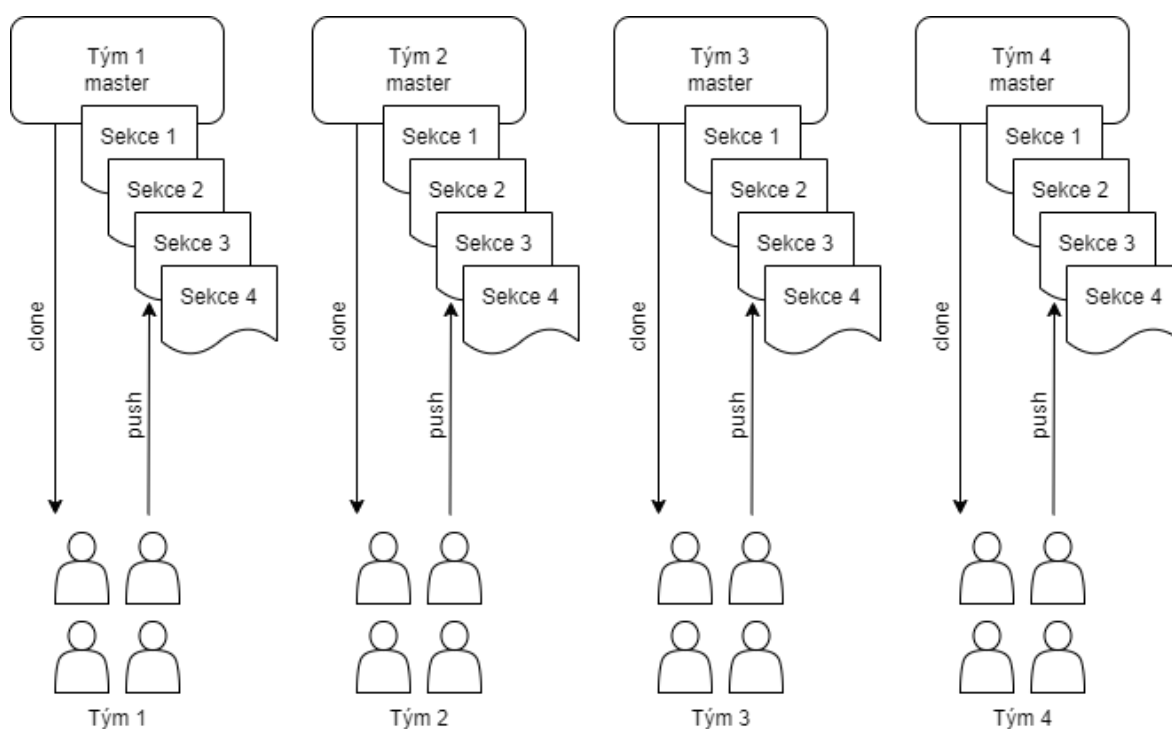 Tým 1
master
Sekce 1
Sekce 2
Sekce 3
Sekce 4
clone
push
Tým 1
Tým 2
master
Sekce 1
Sekce 2
Sekce 3
Sekce 4
clone
push
Tým 2
Tým 3
master
Sekce 1
Sekce 2
Sekce 3
Sekce 4
clone
push
Tým 3
Tým 4
master
Sekce 1
Sekce 2
Sekce 3
Sekce 4
clone
push
Tým 4